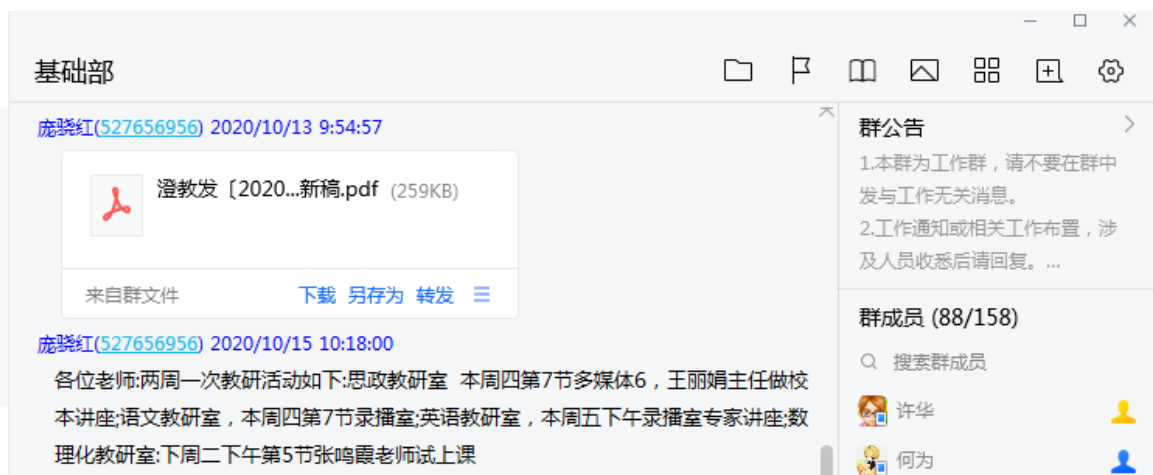 基础部
庞骁红(527656956) 2020/10/13 9:54:57
澄教发〔2020...新稿.pdf (259KB)
来自群文件 下载 另存为 转发
庞骁红(527656956) 2020/10/15 10:18:00
各位老师:两周一次教研活动如下:思政教研室 本周四第7节多媒体6，王丽娟主任做校
本讲座;语文教研室，本周四第7节录播室;英语教研室，本周五下午录播室专家讲座;数
理化教研室:下周二下午第5节张鸣霞老师试上课
群公告
1.本群为工作群，请不要在群中
发与工作无关消息。
2.工作通知或相关工作布置，涉
及人员收悉后请回复。...
群成员 (88/158)
搜索群成员
许华
何为